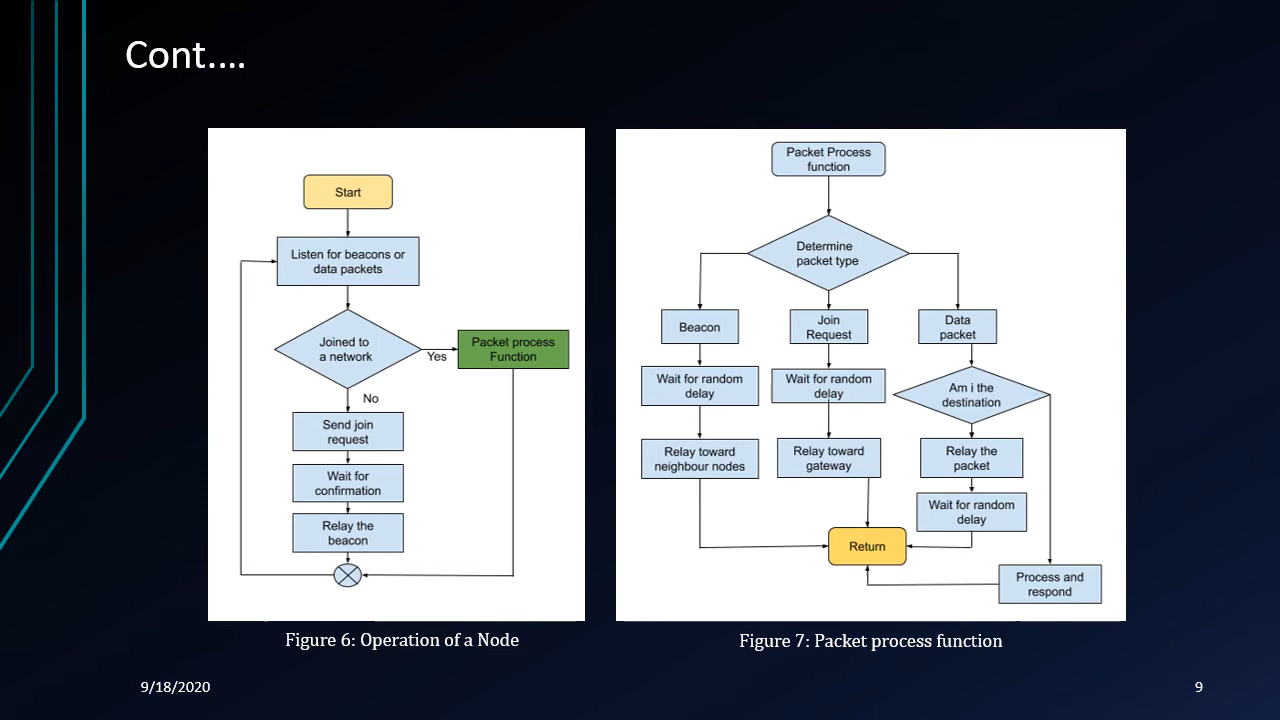 Cont....
Start
Listen for beacons or
data packets
Joined to
a network
Yes
Packet process
Function
No
Send join
request
Wait for
confirmation
Relay the
beacon
Figure 6: Operation of a Node
Packet Process
function
Determine
packet type
Beacon
Join
Request
Data
packet
Wait for random
delay
Wait for random
delay
Am i the
destination
Relay toward
neighbour nodes
Relay toward
gateway
Relay the
packet
Wait for random
delay
Return
Process and
respond
Figure 7: Packet process function
9/18/2020
9